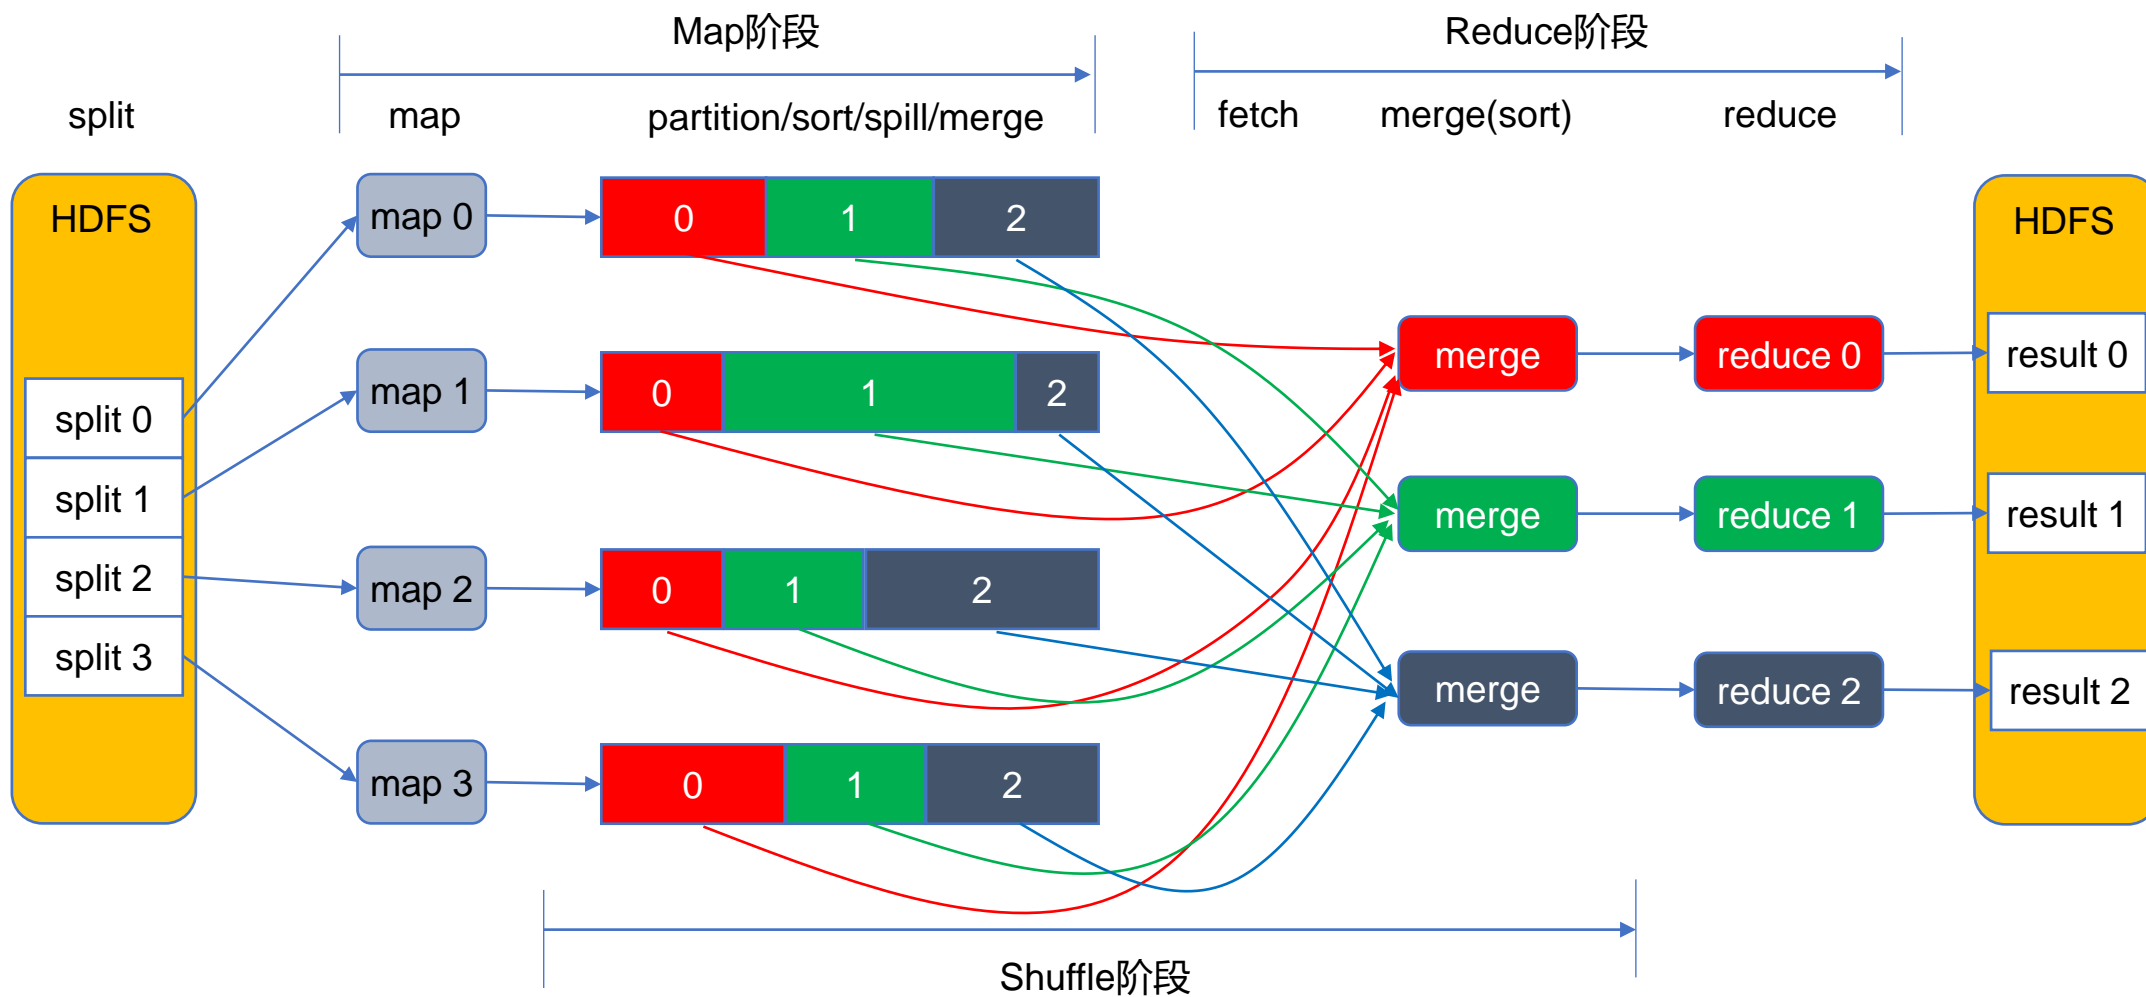 Map阶段
Reduce阶段
split
map
partition/sort/spill/merge
fetch
merge(sort)
reduce
HDFS
split 0
split 1
split 2
split 3
map 0
0
1
2
map 1
0
1
2
map 2
0
1
2
map 3
0
1
2
merge
reduce 0
merge
reduce 1
merge
reduce 2
HDFS
result 0
result 1
result 2
Shuffle阶段